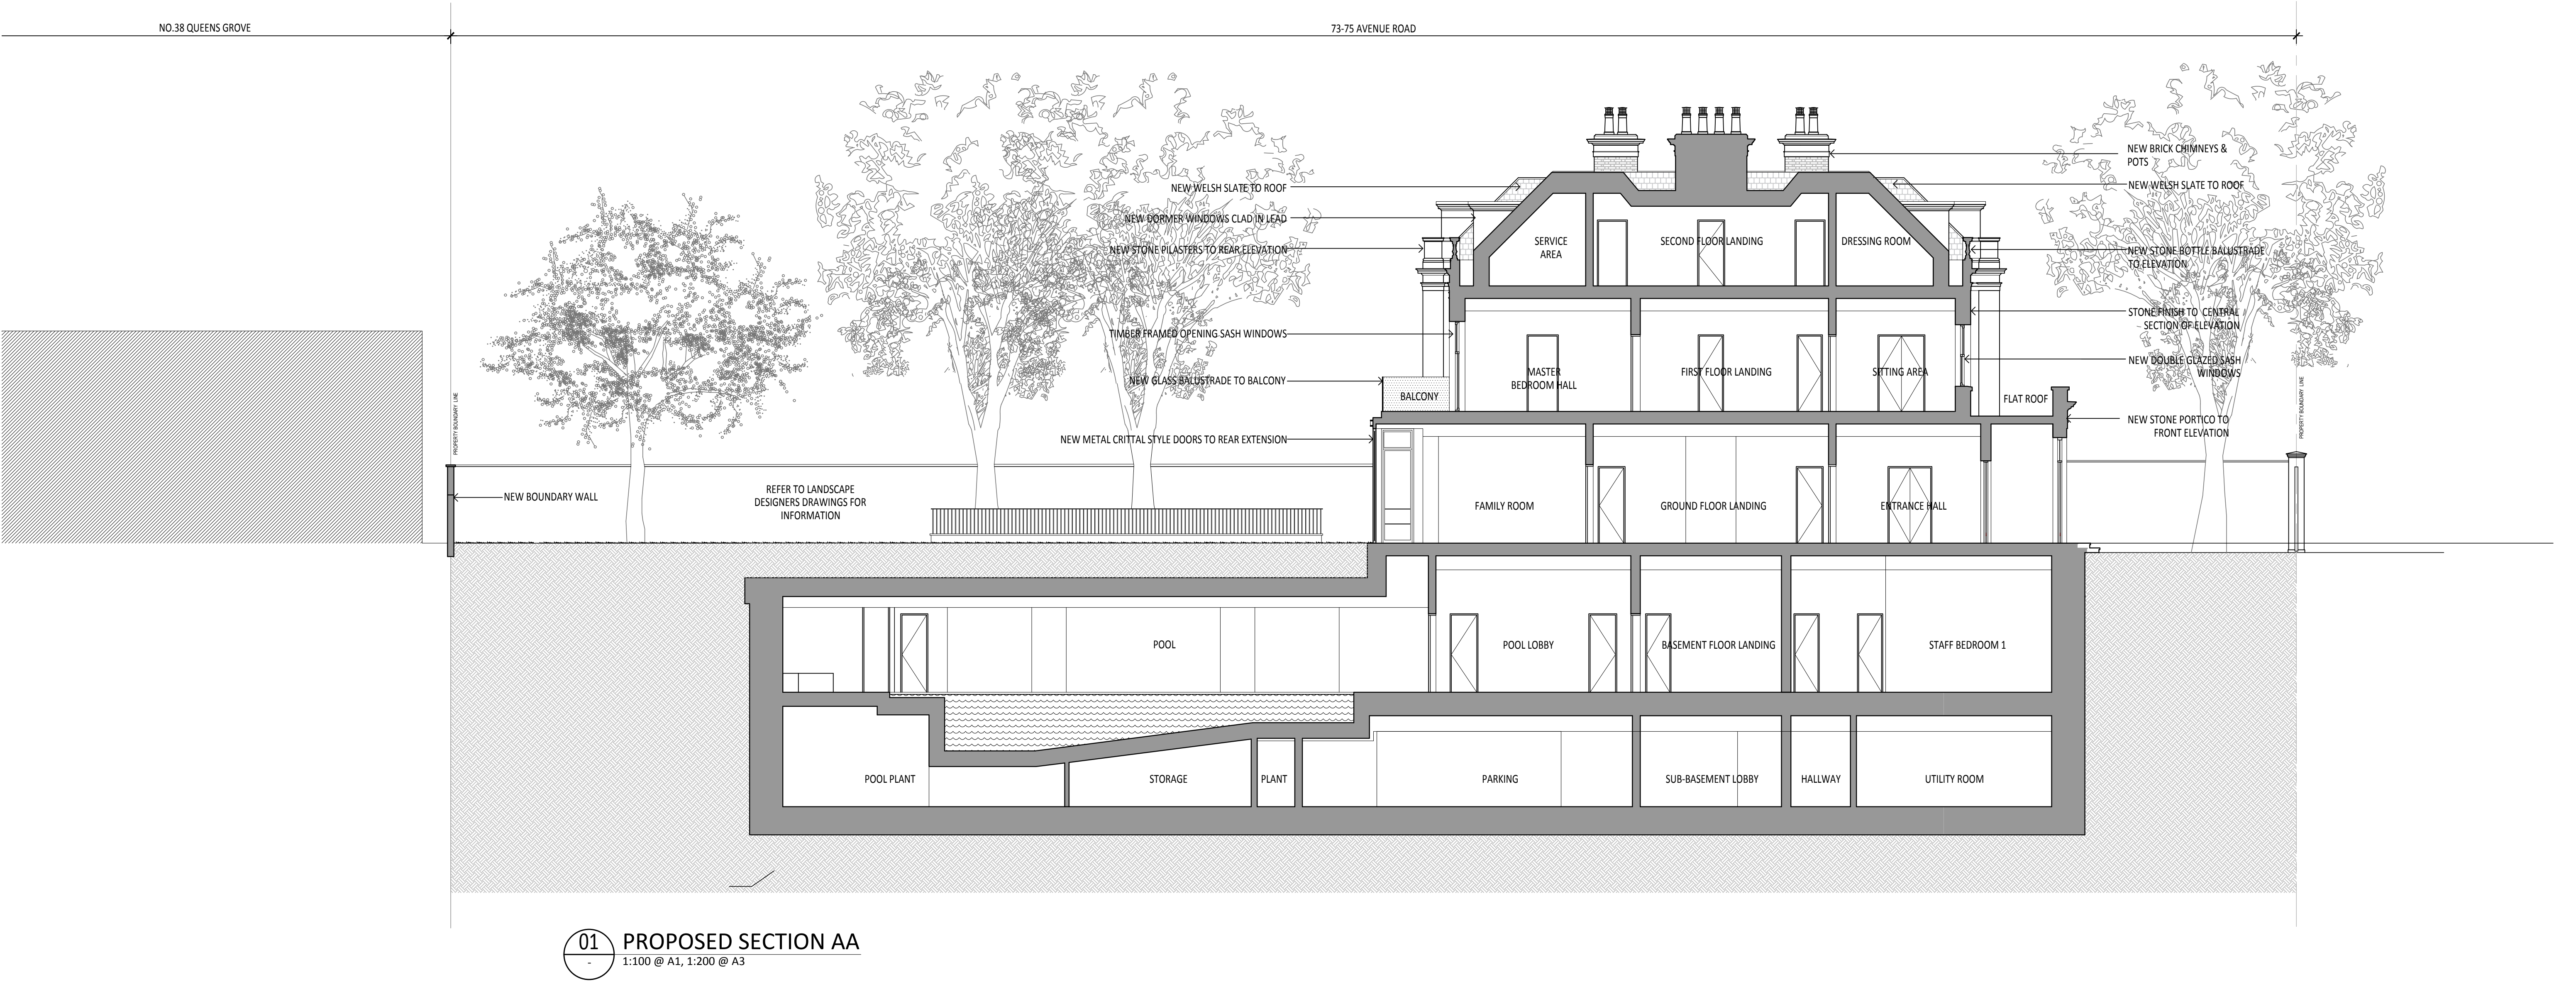 NO.38 QUEENS GROVE
73-75 AVENUE ROAD
NEW BRICK CHIMNEYS &
POTS
NEW WELSH SLATE TO ROOF
NEW WELSH SLATE TO ROOF
NEW DORMER WINDOWS CLAD IN LEAD
NEW STONE PILASTERS TO REAR ELEVATION
SERVICE
AREA
SECOND FLOOR LANDING
DRESSING ROOM
NEW STONE BOTTLE BALUSTRADE
TO ELEVATION
TIMBER FRAMED OPENING SASH WINDOWS
STONE FINISH TO CENTRAL
SECTION OF ELEVATION
NEW GLASS BALUSTRADE TO BALCONY
BALCONY
MASTER
BEDROOM HALL
FIRST FLOOR LANDING
SITTING AREA
NEW DOUBLE GLAZED SASH
WINDOWS
FLAT ROOF
NEW STONE PORTICO TO
FRONT ELEVATION
PROPERTY BOUNDARY LINE
PROPERTY BOUNDARY LINE
NEW METAL CRITTAL STYLE DOORS TO REAR EXTENSION
NEW BOUNDARY WALL
REFER TO LANDSCAPE
DESIGNERS DRAWINGS FOR
INFORMATION
FAMILY ROOM
GROUND FLOOR LANDING
ENTRANCE HALL
POOL
POOL LOBBY
BASEMENT FLOOR LANDING
STAFF BEDROOM 1
POOL PLANT
STORAGE
PLANT
PARKING
SUB-BASEMENT LOBBY
HALLWAY
UTILITY ROOM
01
-
PROPOSED SECTION AA
1:100 @ A1, 1:200 @ A3